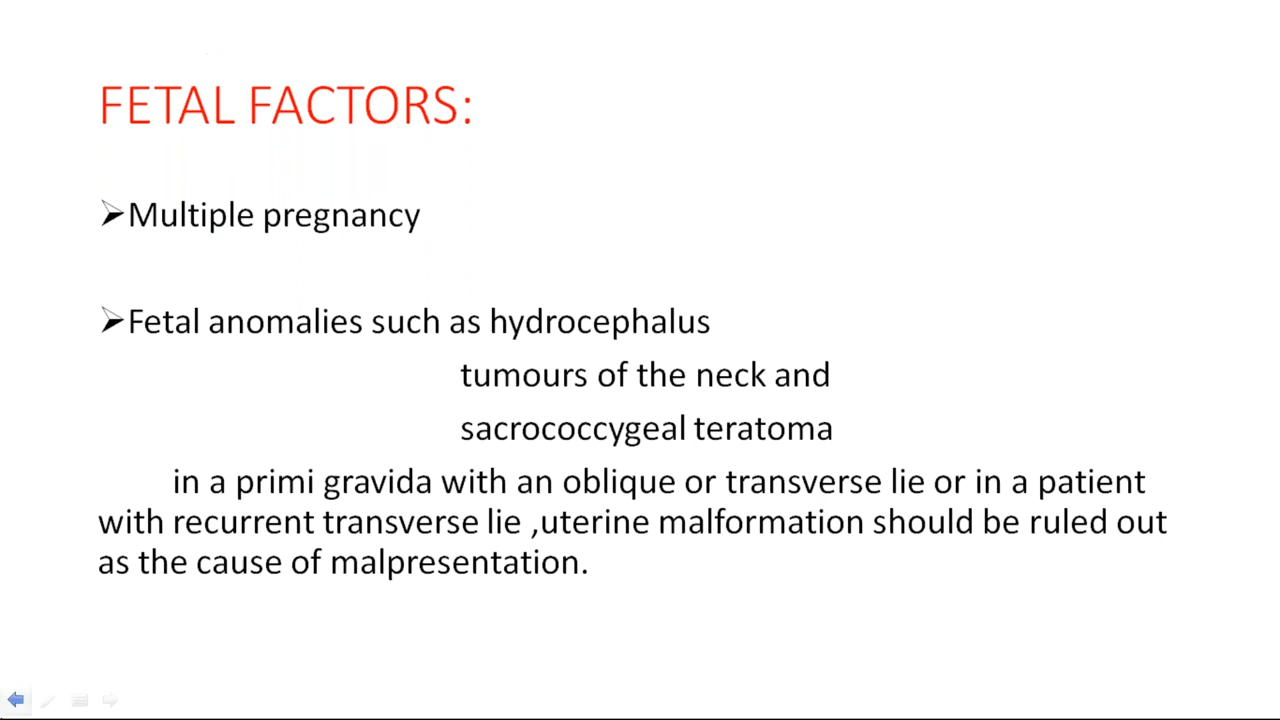 FETAL FACTORS:
➢Multiple pregnancy
➢Fetal anomalies such as hydrocephalus
tumours of the neck and
sacrococcygeal teratoma
in a primi gravida with an oblique or transverse lie or in a patient
with recurrent transverse lie ,uterine malformation should be ruled out
as the cause of malpresentation.